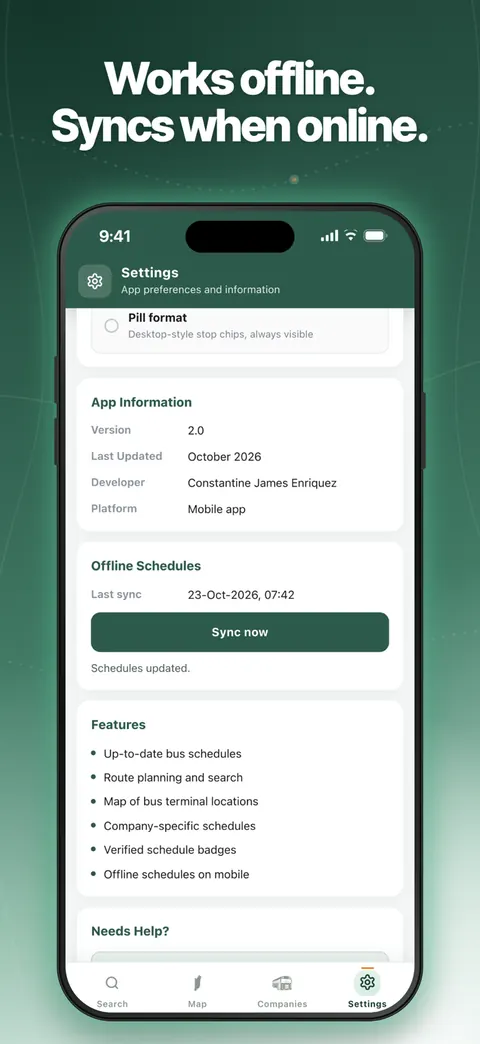 Works offline.
Syncs when online.
9:41
Settings
App preferences and information
Pill format
Desktop-style stop chips, always visible
App Information
Version 2.0
Last Updated October 2026
Developer Constantine James Enriquez
Platform Mobile app
Offline Schedules
Last sync 23-Oct-2026, 07:42
Sync now
Schedules updated.
Features
Up-to-date bus schedules
Route planning and search
Map of bus terminal locations
Company-specific schedules
Verified schedule badges
Offline schedules on mobile
Needs Help?
Search Map Companies Settings